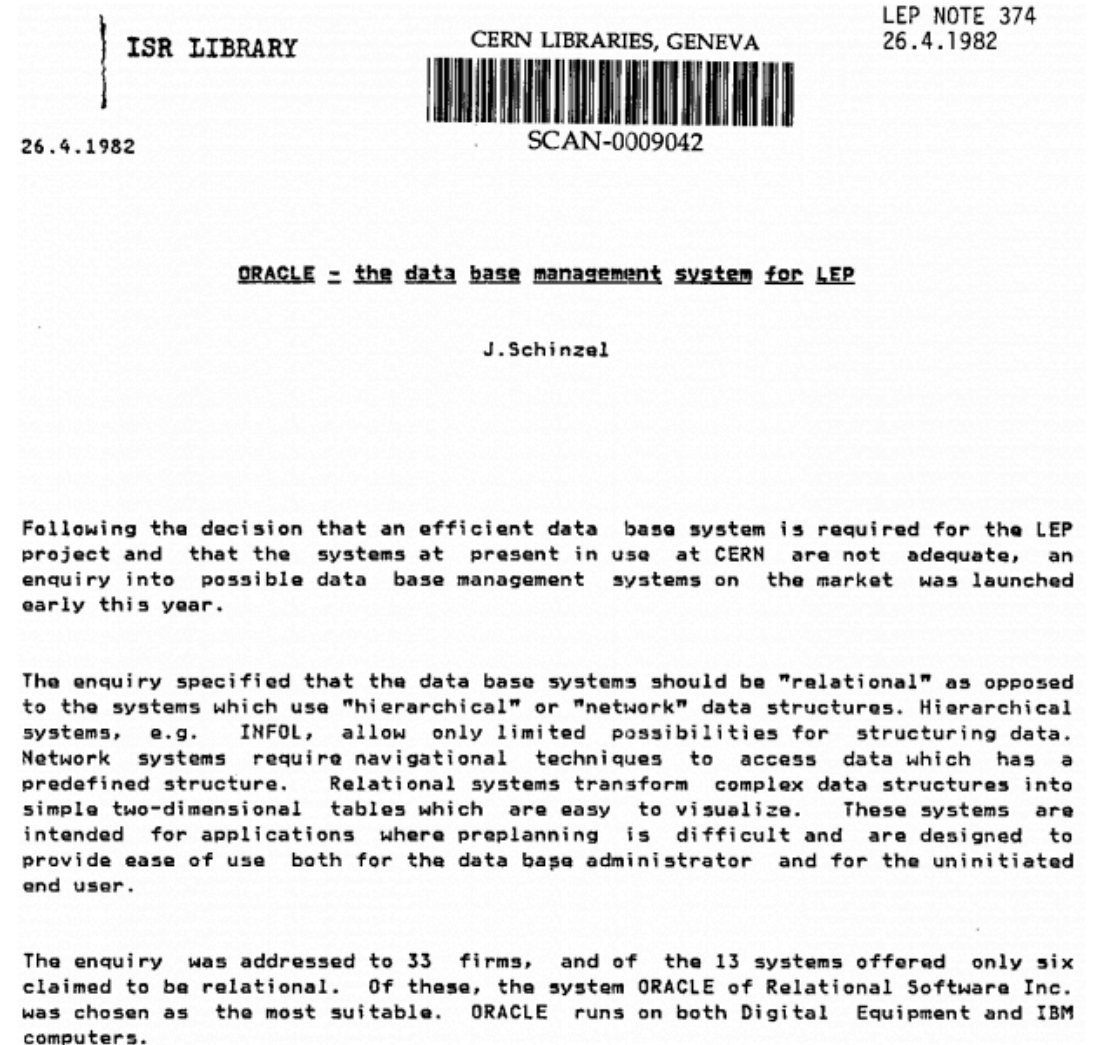 LEP NOTE 374
ISR LIBRARY
CERN LIBRARIES, GENEVA
26.4.1982
SCAN-0009042
26.4.1982
ORACLE - the data base management system for LEP
J.Schinzel
Following the decision that an efficient data base system is required for the LEP
project and that the systems at present in use at CERN are not adequate, an
enquiry into possible data base management systems on the market was launched
early this year.
The enquiry specified that the data base systems should be "relational" as opposed
to the systems which use "hierarchical" or "network" data structures. Hierarchical
systems, e.g. INFOL, allow only limited possibilities for structuring data.
Network systems require navigational techniques to access data which has a
predefined structure. Relational systems transform complex data structures into
simple two-dimensional tables which are easy to visualize. These systems are
intended for applications where preplanning is difficult and are designed to
provide ease of use both for the data base administrator and for the uninitiated
end user.
The enquiry was addressed to 33 firms, and of the 13 systems offered only six
claimed to be relational. Of these, the system ORACLE of Relational Software Inc.
was chosen as the most suitable. ORACLE runs on both Digital Equipment and IBM
computers.